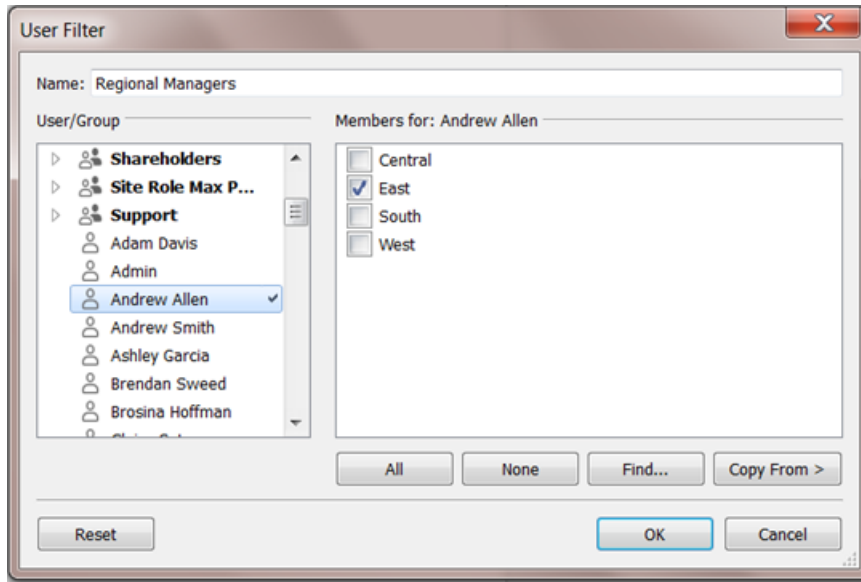 User Filter
Name: Regional Managers
User/Group
Members for: Andrew Allen
Shareholders
Site Role Max P...
Support
Adam Davis
Admin
Andrew Allen
Andrew Smith
Ashley Garcia
Brendan Sweed
Brosina Hoffman
Central
East
South
West
All
None
Find...
Copy From >
Reset
OK
Cancel